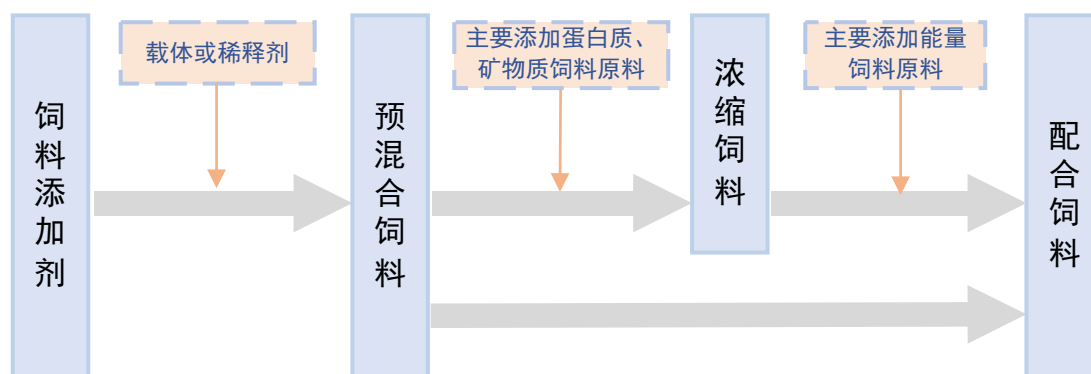 饲料添加剂
载体或稀释剂
预混合饲料
主要添加蛋白质、
矿物质饲料原料
浓缩饲料
主要添加能量
饲料原料
配合饲料